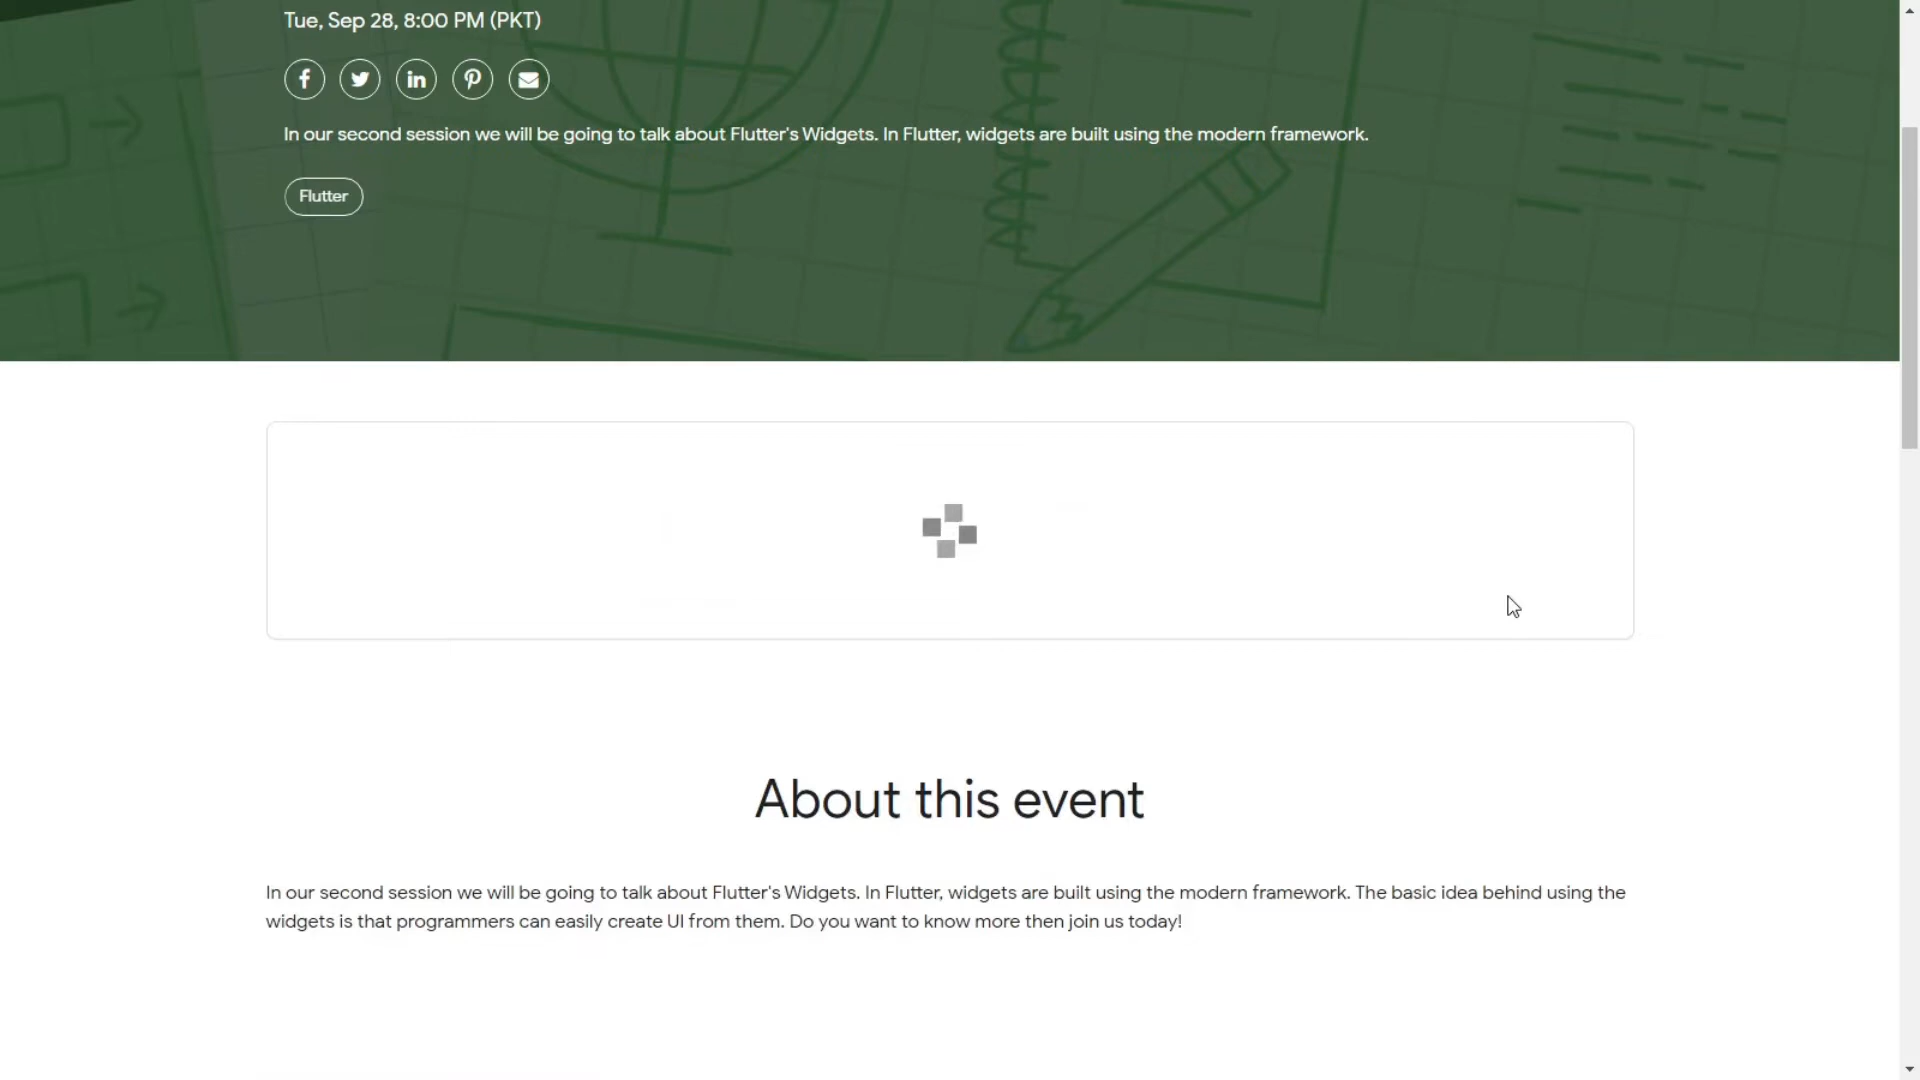 Tue, Sep 28, 8:00 PM (PKT)
In our second session we will be going to talk about Flutter's Widgets. In Flutter, widgets are built using the modern framework.
Flutter
About this event
In our second session we will be going to talk about Flutter's Widgets. In Flutter, widgets are built using the modern framework. The basic idea behind using the
widgets is that programmers can easily create UI from them. Do you want to know more then join us today!